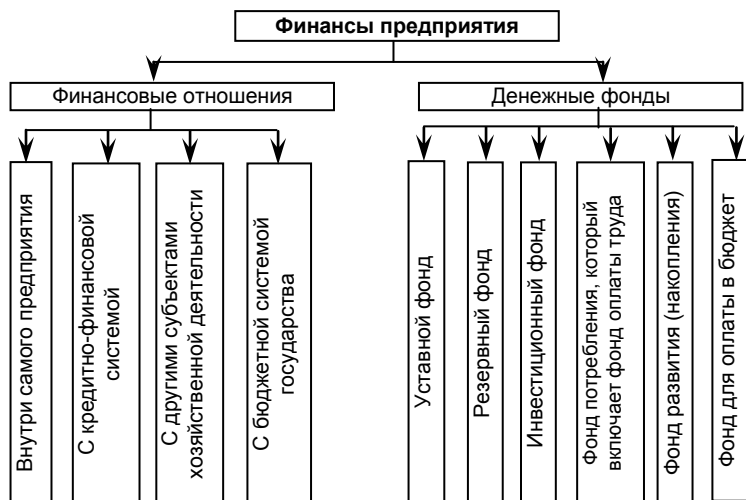 Финансы предприятия
Финансовые отношения
Денежные фонды
Внутри самого предприятия
С кредитно-финансовой
системой
С другими субъектами
хозяйственной деятельности
С бюджетной системой
государства
Уставной фонд
Резервный фонд
Инвестиционный фонд
Фонд потребления, который
включает фонд оплаты труда
Фонд развития (накопления)
Фонд для оплаты в бюджет